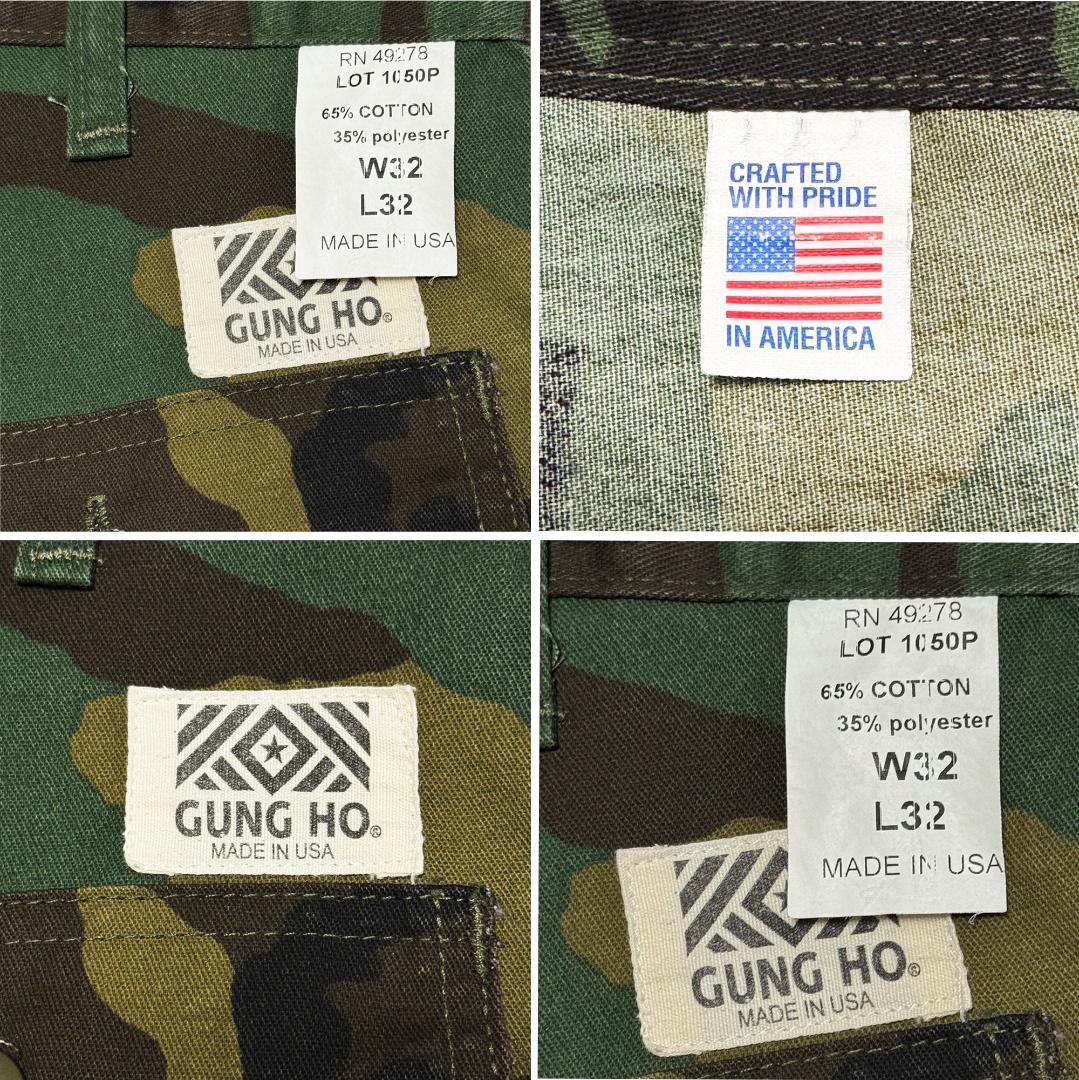 RN 49278
LOT 1050P
65% COTTON
35% polyester
W32
L32
MADE IN USA
GUNG HO®
MADE IN USA
CRAFTED
WITH PRIDE
IN AMERICA
GUNG HO®
MADE IN USA
RN 49278
LOT 1050P
65% COTTON
35% polyester
W32
L32
MADE IN USA
GUNG HO®
MADE IN USA